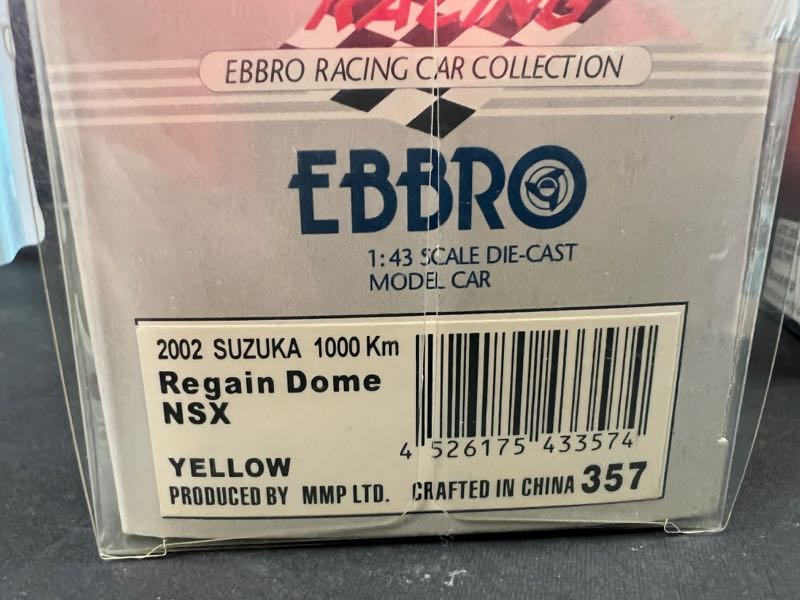 RACING
EBBRO RACING CAR COLLECTION
EBBRO
1:43 SCALE DIE-CAST
MODEL CAR
2002 SUZUKA 1000 Km
Regain Dome
NSX
4 526175 433574
YELLOW
PRODUCED BY MMP LTD. CRAFTED IN CHINA 357